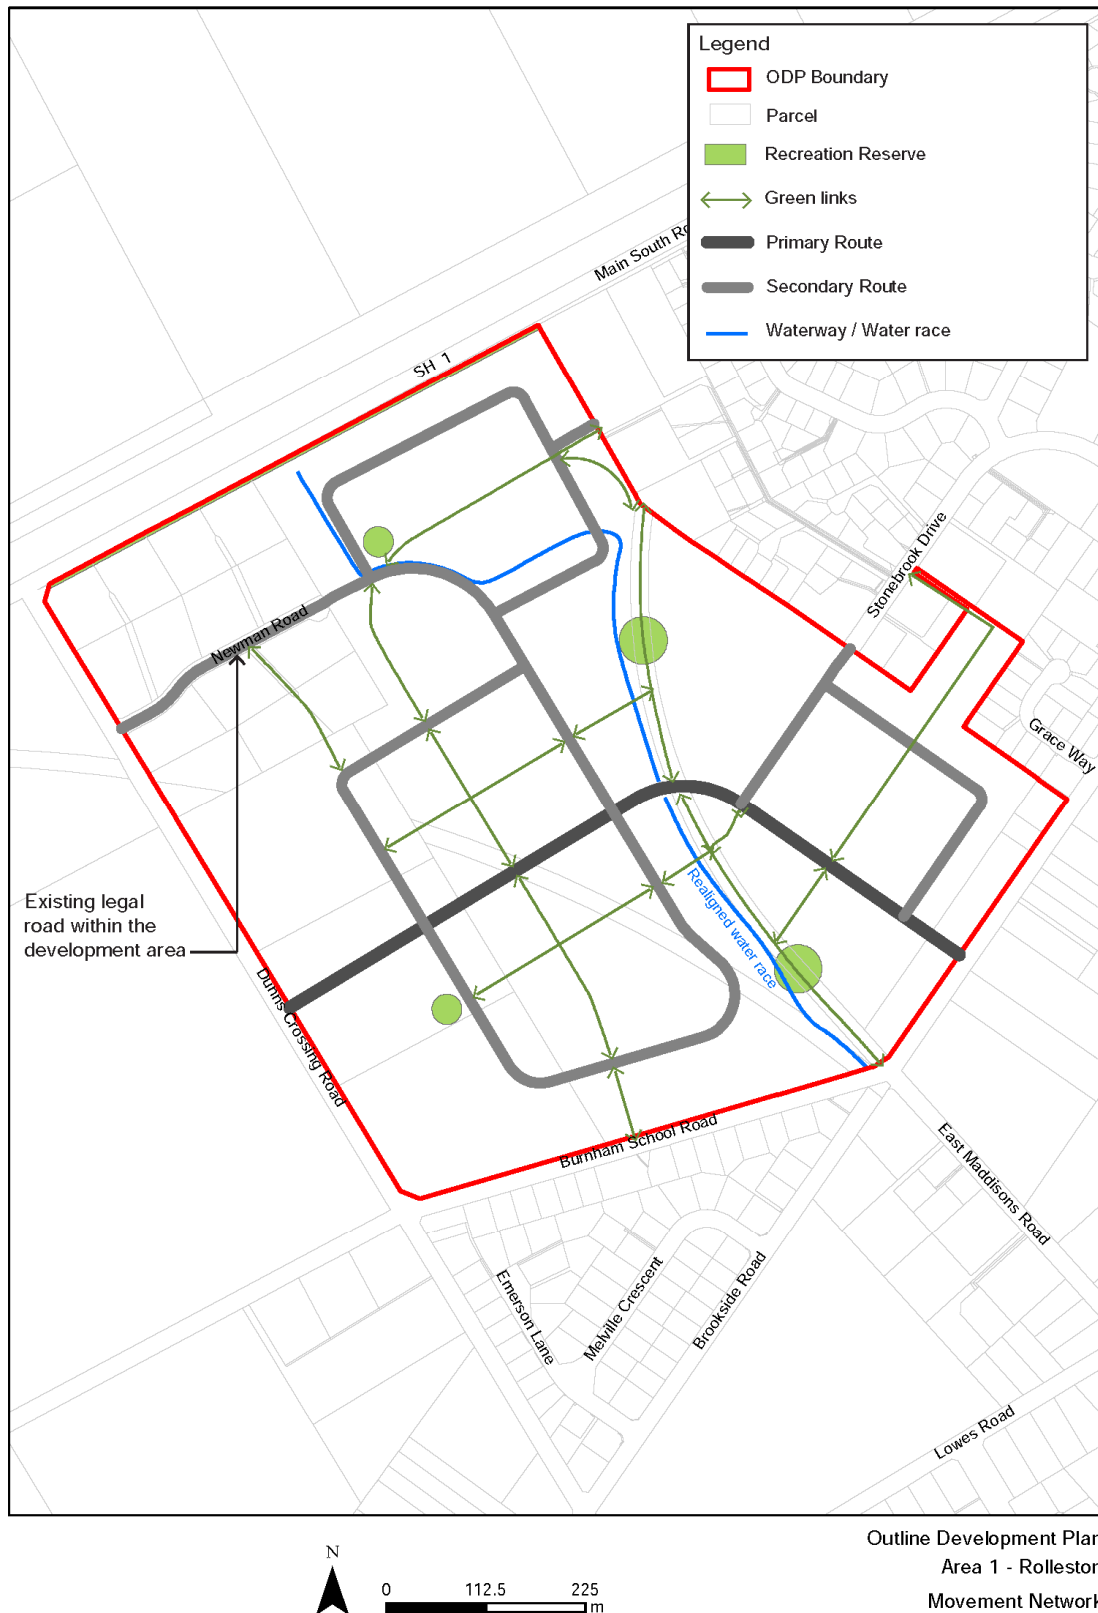 Legend
ODP Boundary
Parcel
Recreation Reserve
Green links
Primary Route
Secondary Route
Waterway / Water race
Main South Ro
SH 1
Stonebrook Drive
Newman Road
Grace Way
Existing legal
road within the
development area
Realigned water race
Dunns Crossing Road
Burnham School Road
East Maddisons Road
Emerson Lane
Melville Crescent
Brookside Road
Lowes Road
Outline Development Plan
Area 1 - Rolleston
Movement Network
N
0 112.5 225
m